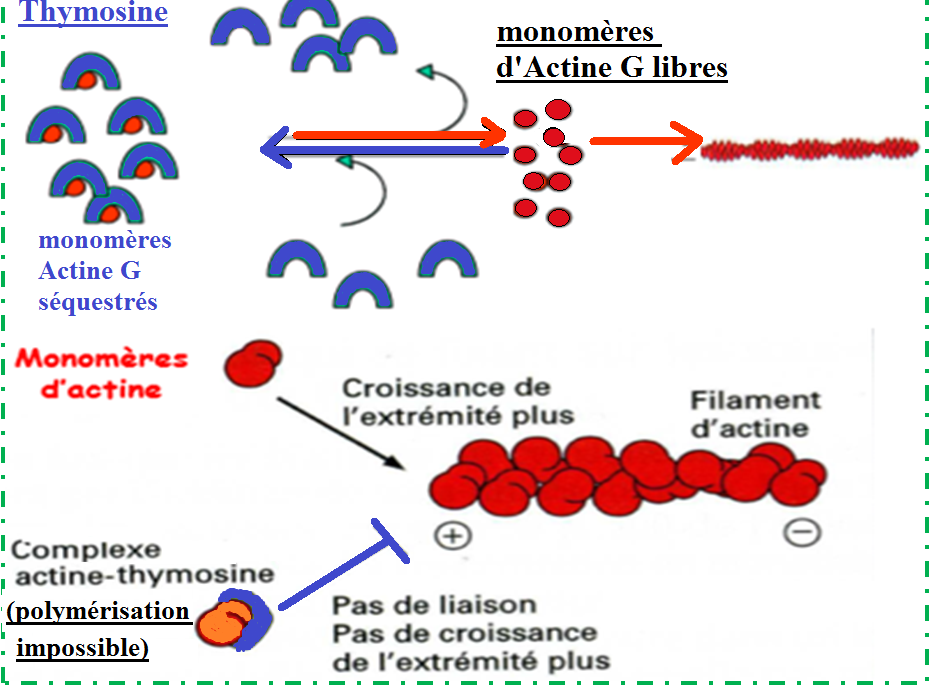 Thymosine
monomères
d'Actine G libres
monomères
Actine G
séquestrés
Monomères
d'actine
Croissance de
l'extrémité plus
Filament
d'actine
+
−
Complexe
actine-thymosine
(polymérisation
impossible)
Pas de liaison
Pas de croissance
de l'extrémité plus